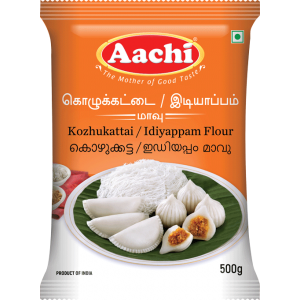 Aachi
The Mother of Good Taste
கொழுக்கட்டை / இடியாப்பம்
மாவு
Kozhukattai / Idiyappam Flour
കൊഴുക്കട്ട / ഇഡിയപ്പം മാവു
PRODUCT OF INDIA
500g